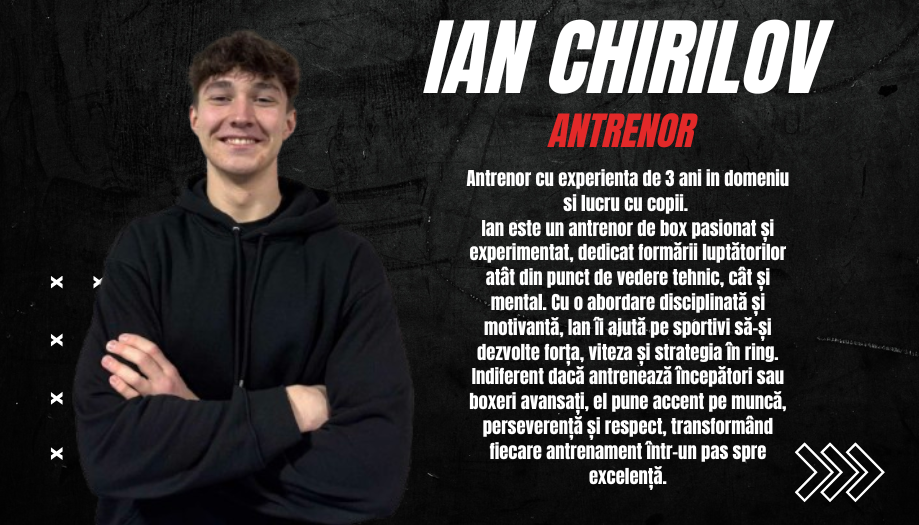 IAN CHIRILOV
ANTRENOR
Antrenor cu experienta de 3 ani in domeniu
si lucru cu copii.
Ian este un antrenor de box pasionat și
experimentat, dedicat formării luptătorilor
atât din punct de vedere tehnic, cât și
mental. Cu o abordare disciplinată și
motivantă, Ian îi ajută pe sportivi să-și
dezvolte forța, viteza și strategia în ring.
Indiferent dacă antrenează începători sau
boxeri avansați, el pune accent pe muncă,
perseverență și respect, transformând
fiecare antrenament într-un pas spre
excelență.